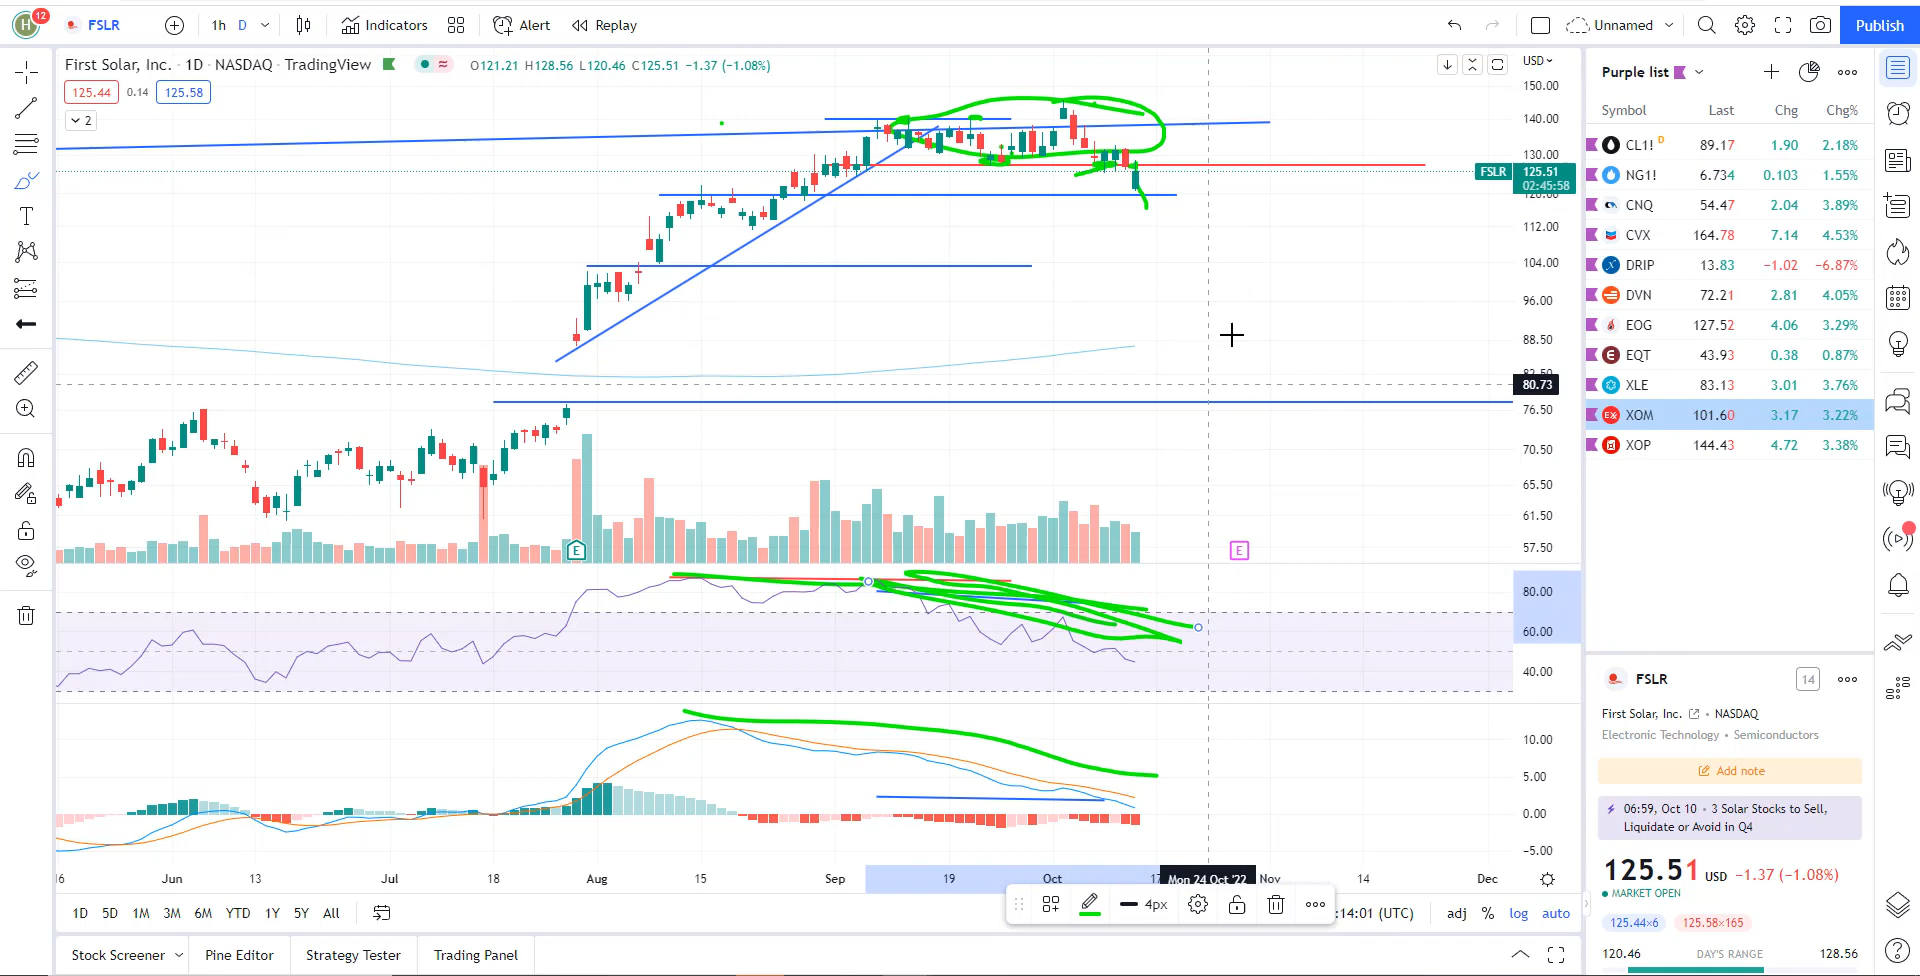 H 12 FSLR 1h D Indicators Alert Replay Unnamed Publish
First Solar, Inc. · 1D · NASDAQ · TradingView O121.21 H128.56 L120.46 C125.51 −1.37 (−1.08%) USD
125.44 0.14 125.58
2
150.00
140.00
130.00
FSLR 125.51
02:45:58
120.00
112.00
104.00
96.00
88.50
82.50
80.73
76.50
70.50
65.50
61.50
57.50
E E
80.00
60.00
40.00
10.00
5.00
0.00
−5.00
16 Jun 13 Jul 18 Aug 15 Sep 19 Oct 17 Mon 24 Oct '22 Nov 14 Dec
4px
1D 5D 1M 3M 6M YTD 1Y 5Y All :14:01 (UTC) adj % log auto
Stock Screener Pine Editor Strategy Tester Trading Panel
Purple list
Symbol Last Chg Chg%
CL1! D 89.17 1.90 2.18%
NG1! 6.734 0.103 1.55%
CNQ 54.47 2.04 3.89%
CVX 164.78 7.14 4.53%
DRIP 13.83 −1.02 −6.87%
DVN 72.21 2.81 4.05%
EOG 127.52 4.06 3.29%
E EQT 43.93 0.38 0.87%
XLE 83.13 3.01 3.76%
EX XOM 101.60 3.17 3.22%
XOP 144.43 4.72 3.38%
FSLR 14
First Solar, Inc. • NASDAQ
Electronic Technology • Semiconductors
Add note
06:59, Oct 10 • 3 Solar Stocks to Sell,
Liquidate or Avoid in Q4
125.51 USD −1.37 (−1.08%)
MARKET OPEN
125.44×6 125.58×165
120.46 DAY'S RANGE 128.56